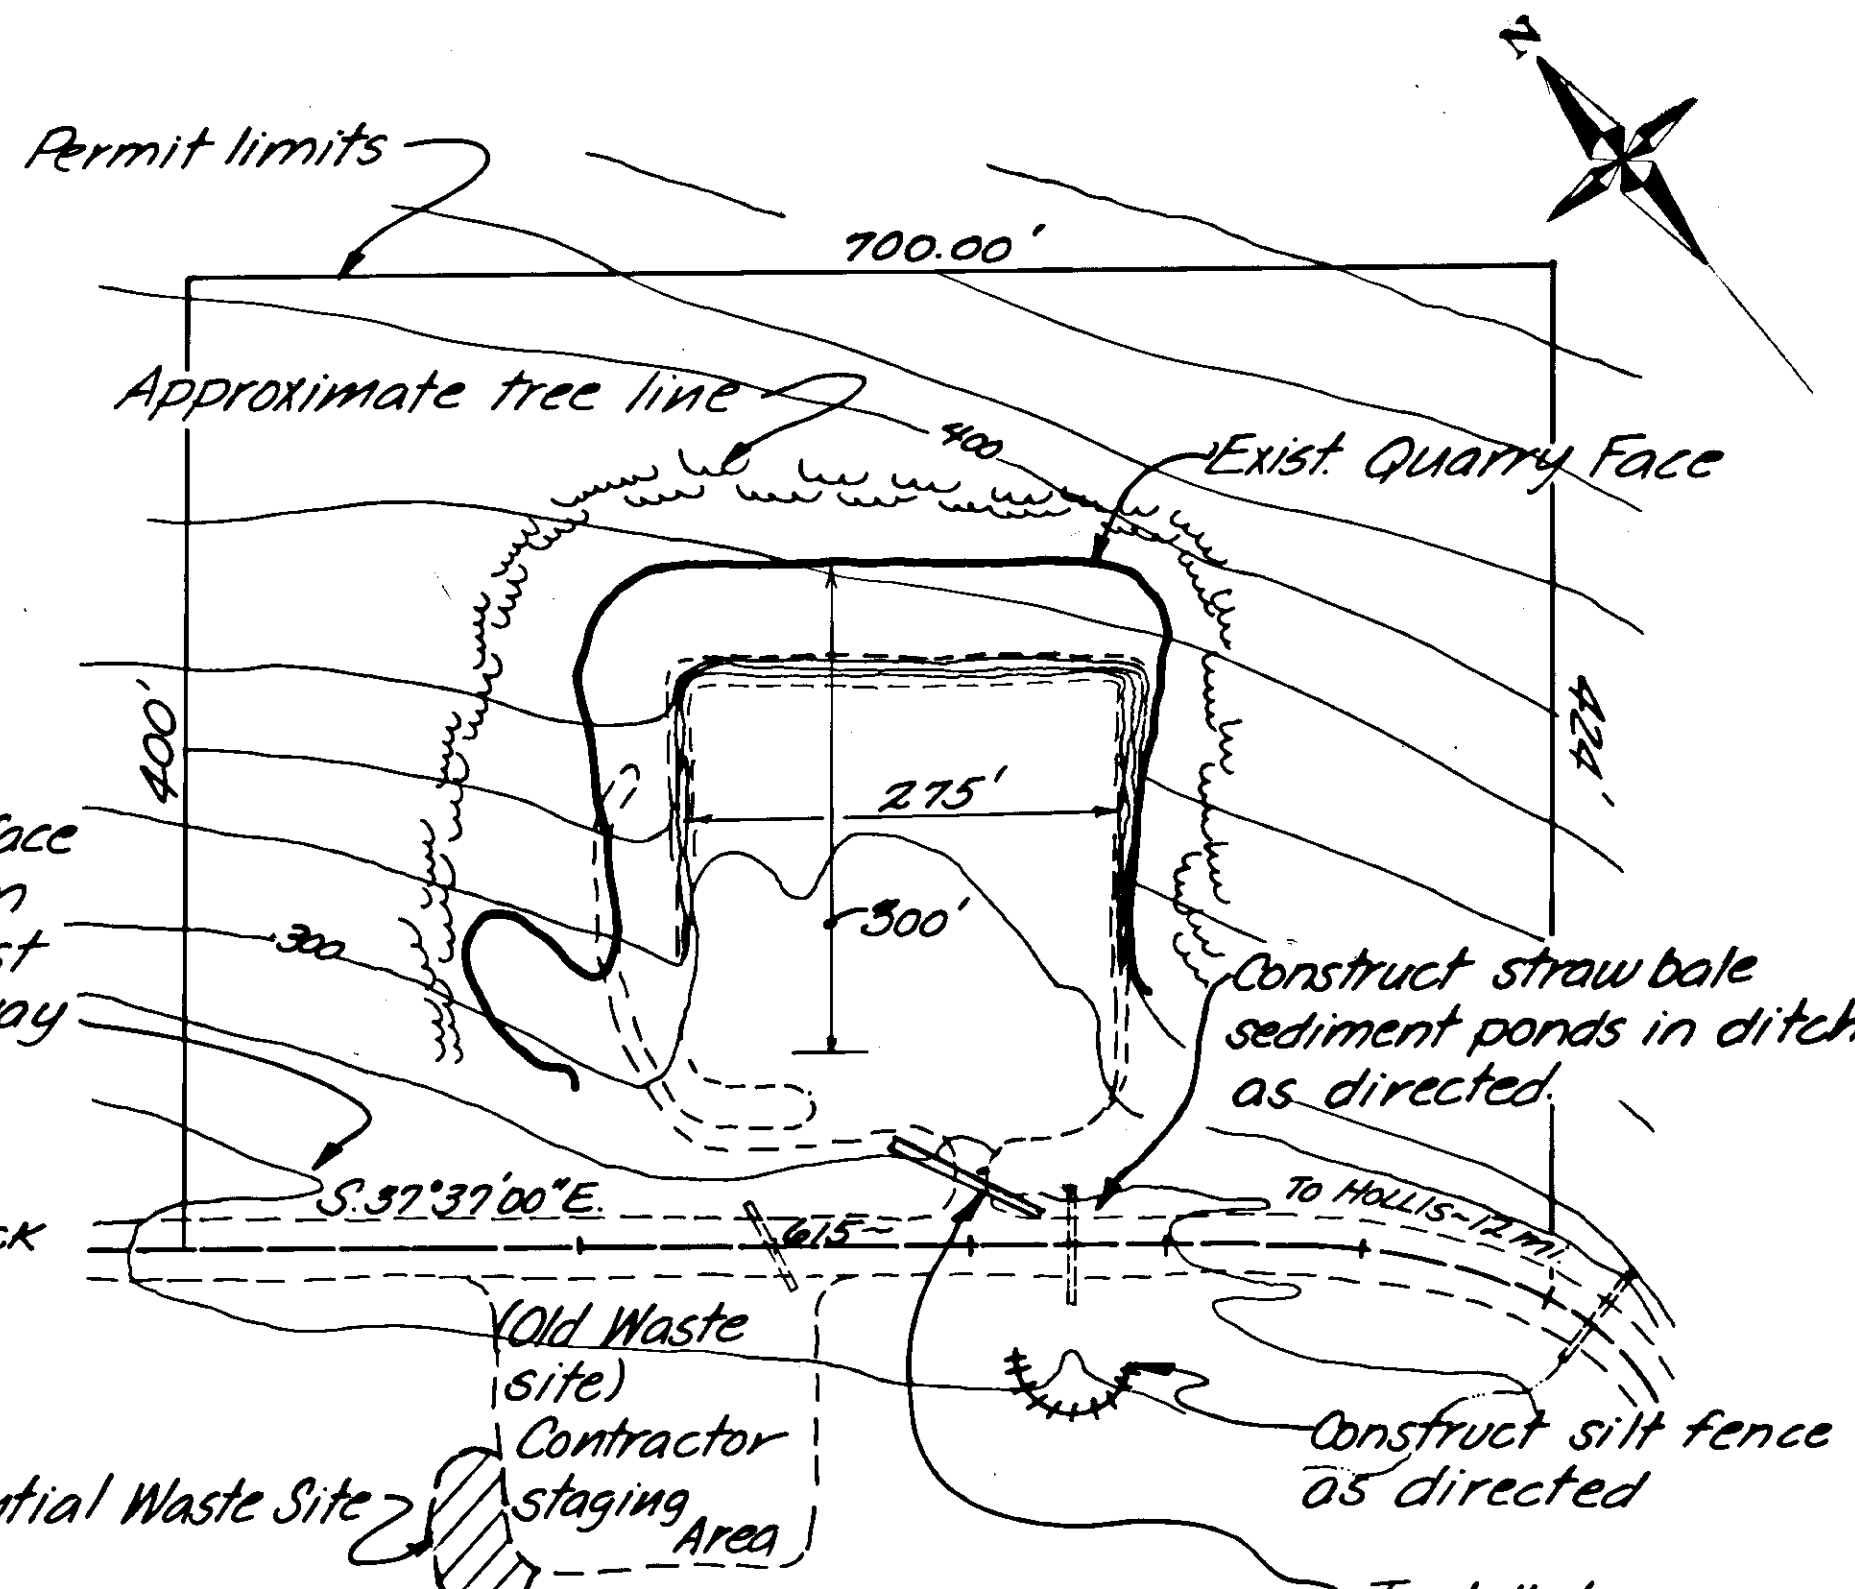 N
Permit limits
700.00'
Approximate tree line
400
Exist. Quarry Face
400'
424'
275'
300'
300
Construct straw bale
sediment ponds in ditch
as directed.
S. 37°37'00"E.
615~
To HOLLIS~12 mi.
(Old Waste
site)
Contractor
staging
Area
Waste Site
Construct silt fence
as directed